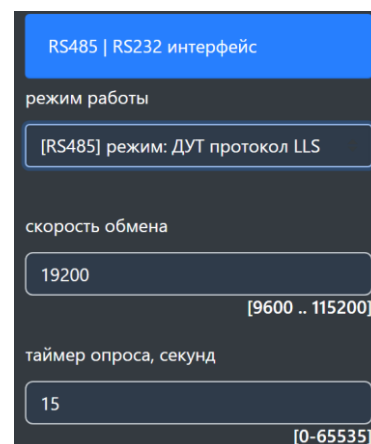 RS485 | RS232 интерфейс
режим работы
[RS485] режим: ДУТ протокол LLS
скорость обмена
19200
[9600 .. 115200]
таймер опроса, секунд
15
[0-65535]